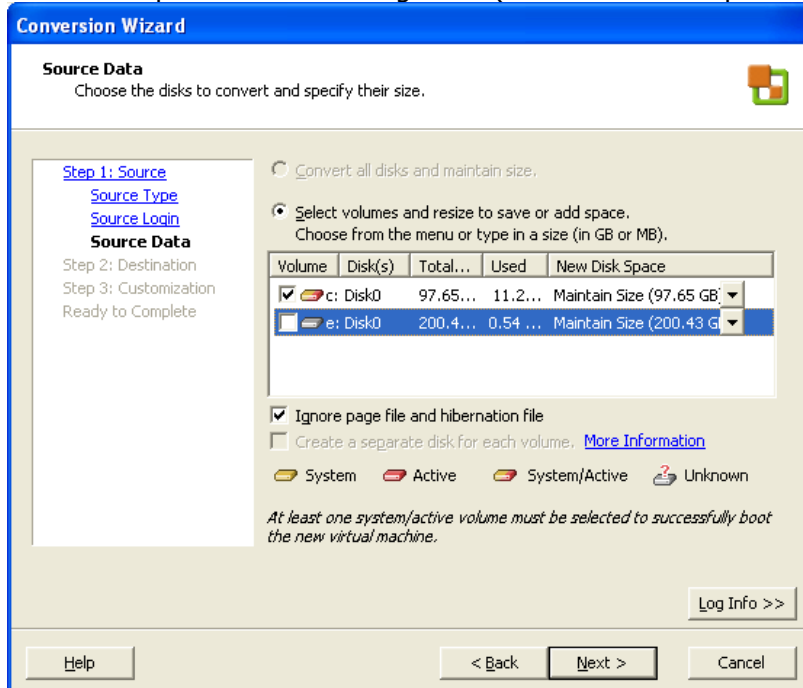 Conversion Wizard
Source Data
Choose the disks to convert and specify their size.
Step 1: Source
Source Type
Source Login
Source Data
Step 2: Destination
Step 3: Customization
Ready to Complete
Convert all disks and maintain size.
Select volumes and resize to save or add space.
Choose from the menu or type in a size (in GB or MB).
Volume Disk(s) Total... Used New Disk Space
c: Disk0 97.65... 11.2... Maintain Size (97.65 GB)
e: Disk0 200.4... 0.54 ... Maintain Size (200.43 G
Ignore page file and hibernation file
Create a separate disk for each volume. More Information
System Active System/Active Unknown
At least one system/active volume must be selected to successfully boot
the new virtual machine.
Log Info >>
Help < Back Next > Cancel